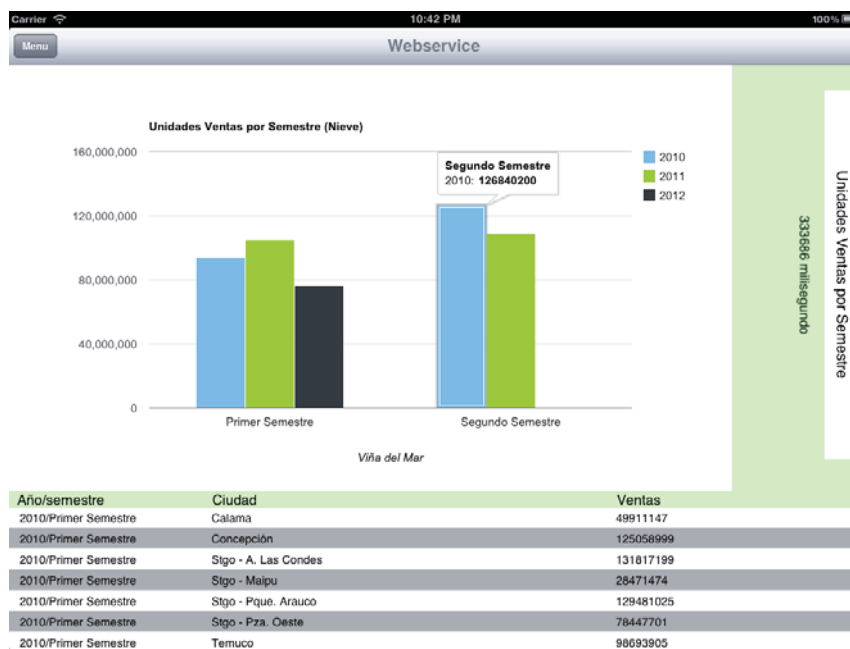 Carrier 10:42 PM 100%
Menu Webservice
Unidades Ventas por Semestre (Nieve)
160,000,000
120,000,000
80,000,000
40,000,000
0
Segundo Semestre
2010: 126840200
2010
2011
2012
Primer Semestre Segundo Semestre
Viña del Mar
333686 milisegundo
Unidades Ventas por Semestre
Año/semestre Ciudad Ventas
2010/Primer Semestre Calama 49911147
2010/Primer Semestre Concepción 125058999
2010/Primer Semestre Stgo - A. Las Condes 131817199
2010/Primer Semestre Stgo - Maipu 28471474
2010/Primer Semestre Stgo - Pque. Arauco 129481025
2010/Primer Semestre Stgo - Pza. Oeste 78447701
2010/Primer Semestre Temuco 98693905